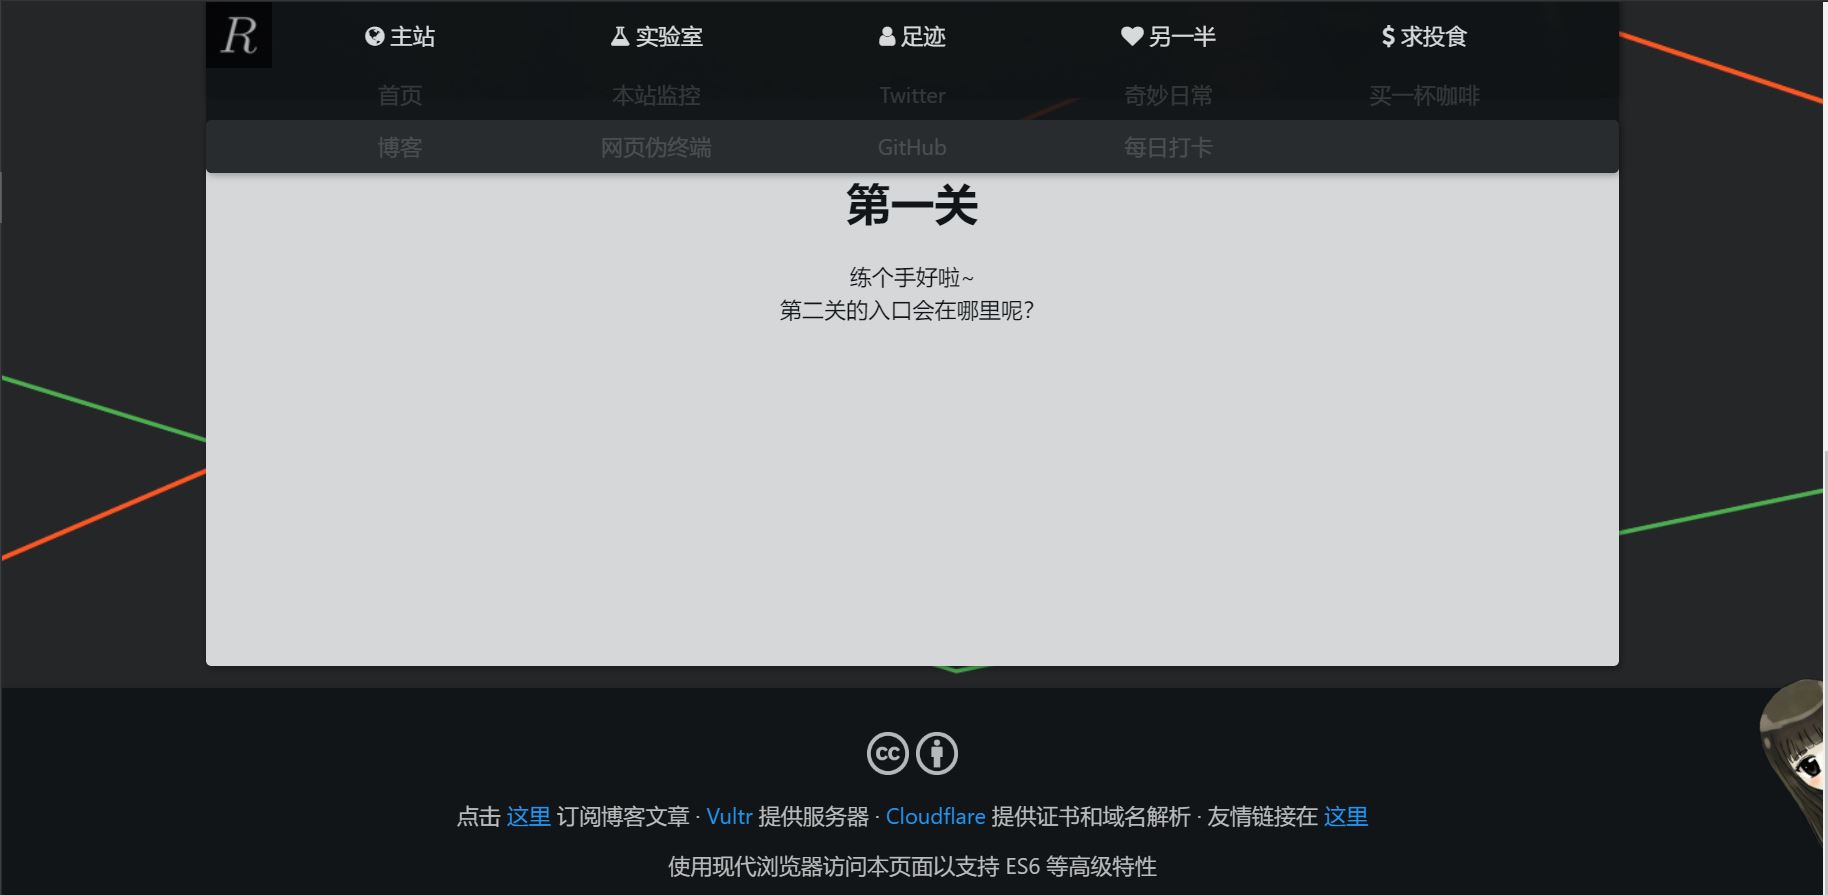 R 主站 实验室 足迹 另一半 $ 求投食
首页 本站监控 Twitter 奇妙日常 买一杯咖啡
博客 网页伪终端 GitHub 每日打卡
第一关
练个手好啦~
第二关的入口会在哪里呢?
cc
点击 这里 订阅博客文章 · Vultr 提供服务器 · Cloudflare 提供证书和域名解析 · 友情链接在 这里
使用现代浏览器访问本页面以支持 ES6 等高级特性